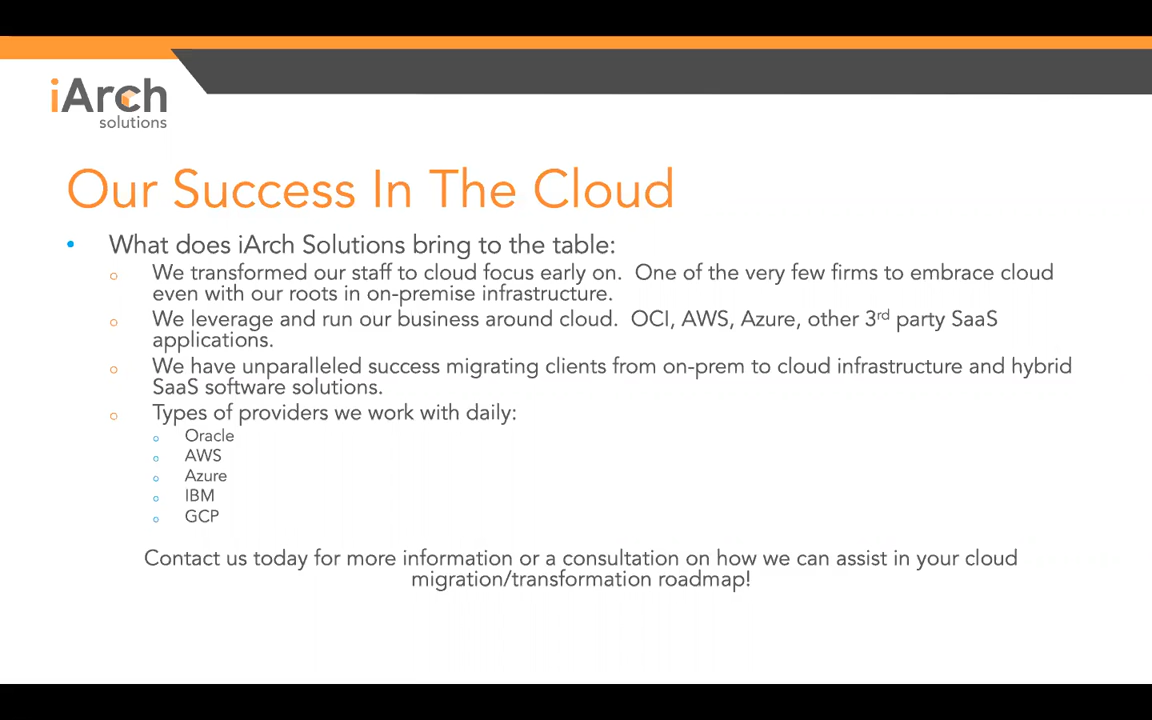 iArch
solutions
Our Success In The Cloud
• What does iArch Solutions bring to the table:
o We transformed our staff to cloud focus early on.  One of the very few firms to embrace cloud
even with our roots in on-premise infrastructure.
o We leverage and run our business around cloud.  OCI, AWS, Azure, other 3rd party SaaS
applications.
o We have unparalleled success migrating clients from on-prem to cloud infrastructure and hybrid
SaaS software solutions.
o Types of providers we work with daily:
o Oracle
o AWS
o Azure
o IBM
o GCP
Contact us today for more information or a consultation on how we can assist in your cloud
migration/transformation roadmap!